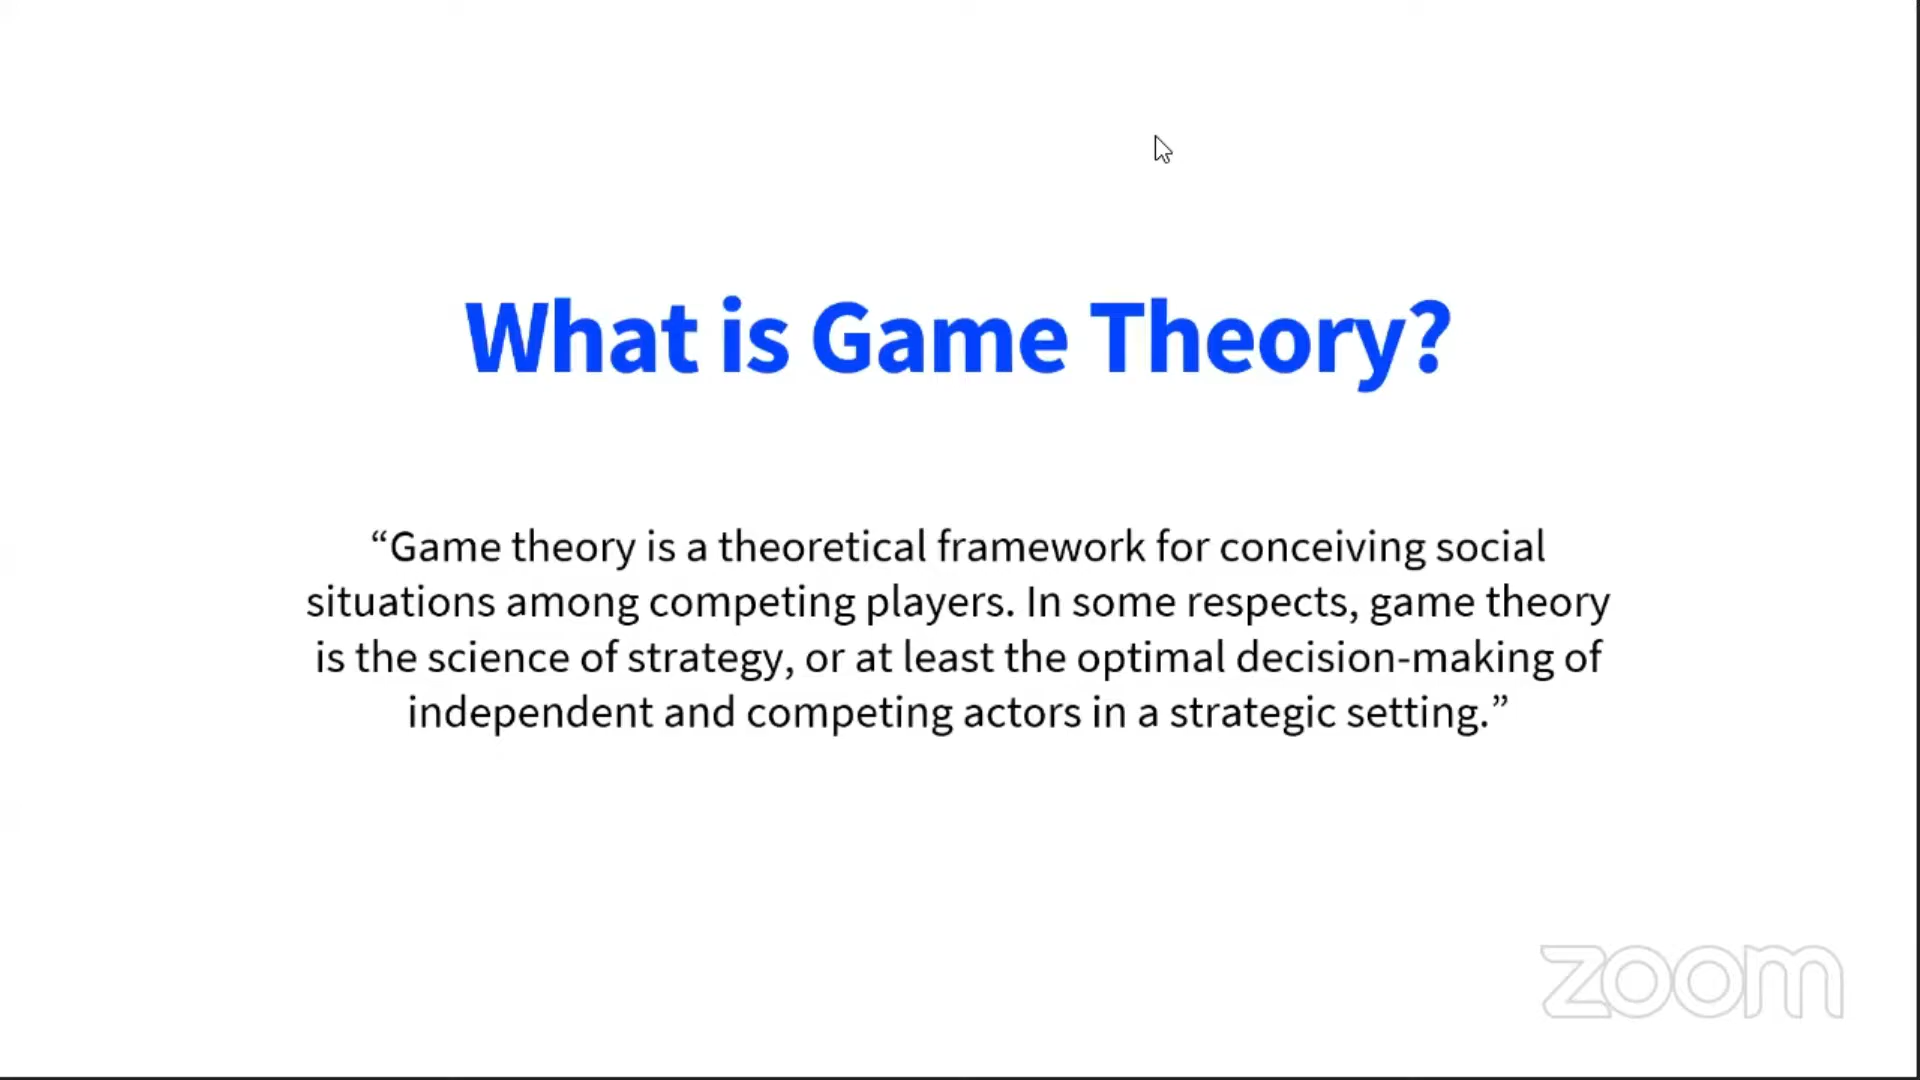 What is Game Theory?
“Game theory is a theoretical framework for conceiving social
situations among competing players. In some respects, game theory
is the science of strategy, or at least the optimal decision-making of
independent and competing actors in a strategic setting.”
zoom